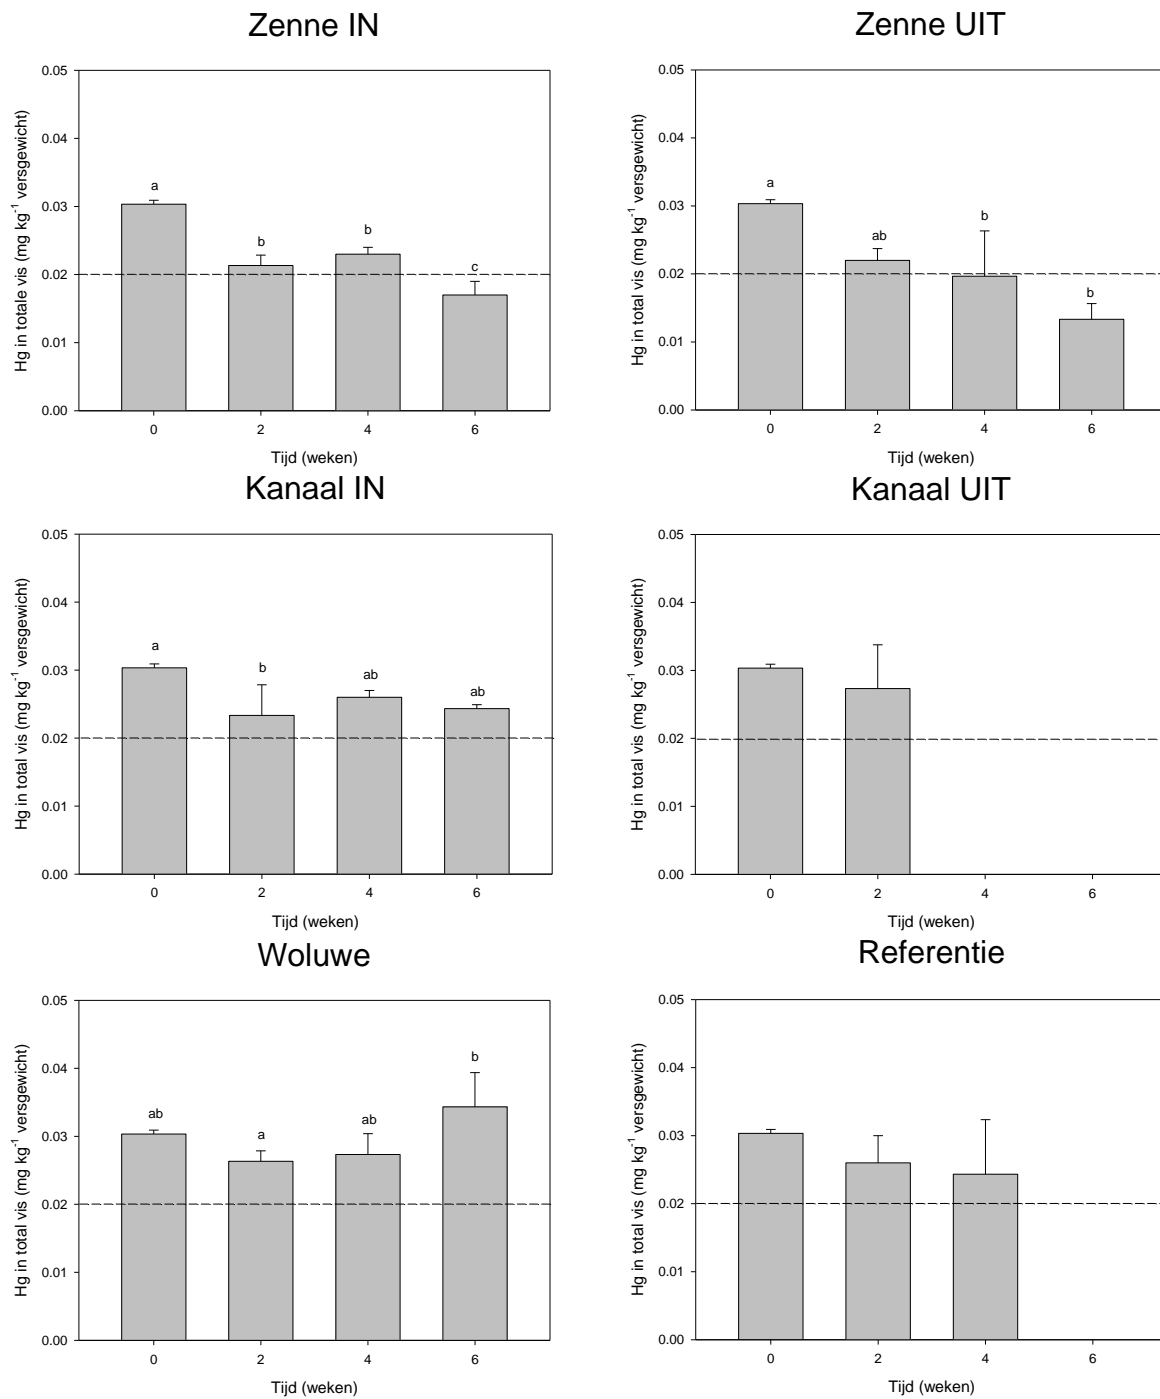 Zenne IN
Hg in totale vis (mg kg⁻¹ versgewicht)
0.05
0.04
0.03
0.02
0.01
0.00
a
b
b
c
0 2 4 6
Tijd (weken)
Zenne UIT
Hg in total vis (mg kg⁻¹ versgewicht)
0.05
0.04
0.03
0.02
0.01
0.00
a
ab
b
b
0 2 4 6
Tijd (weken)
Kanaal IN
Hg in total vis (mg kg⁻¹ versgewicht)
0.05
0.04
0.03
0.02
0.01
0.00
a
b
ab
ab
0 2 4 6
Tijd (weken)
Kanaal UIT
Hg in total vis (mg kg⁻¹ versgewicht)
0.05
0.04
0.03
0.02
0.01
0.00
0 2 4 6
Tijd (weken)
Woluwe
Hg in total vis (mg kg⁻¹ versgewicht)
0.05
0.04
0.03
0.02
0.01
0.00
ab
a
ab
b
0 2 4 6
Tijd (weken)
Referentie
Hg in total vis (mg kg⁻¹ versgewicht)
0.05
0.04
0.03
0.02
0.01
0.00
0 2 4 6
Tijd (weken)